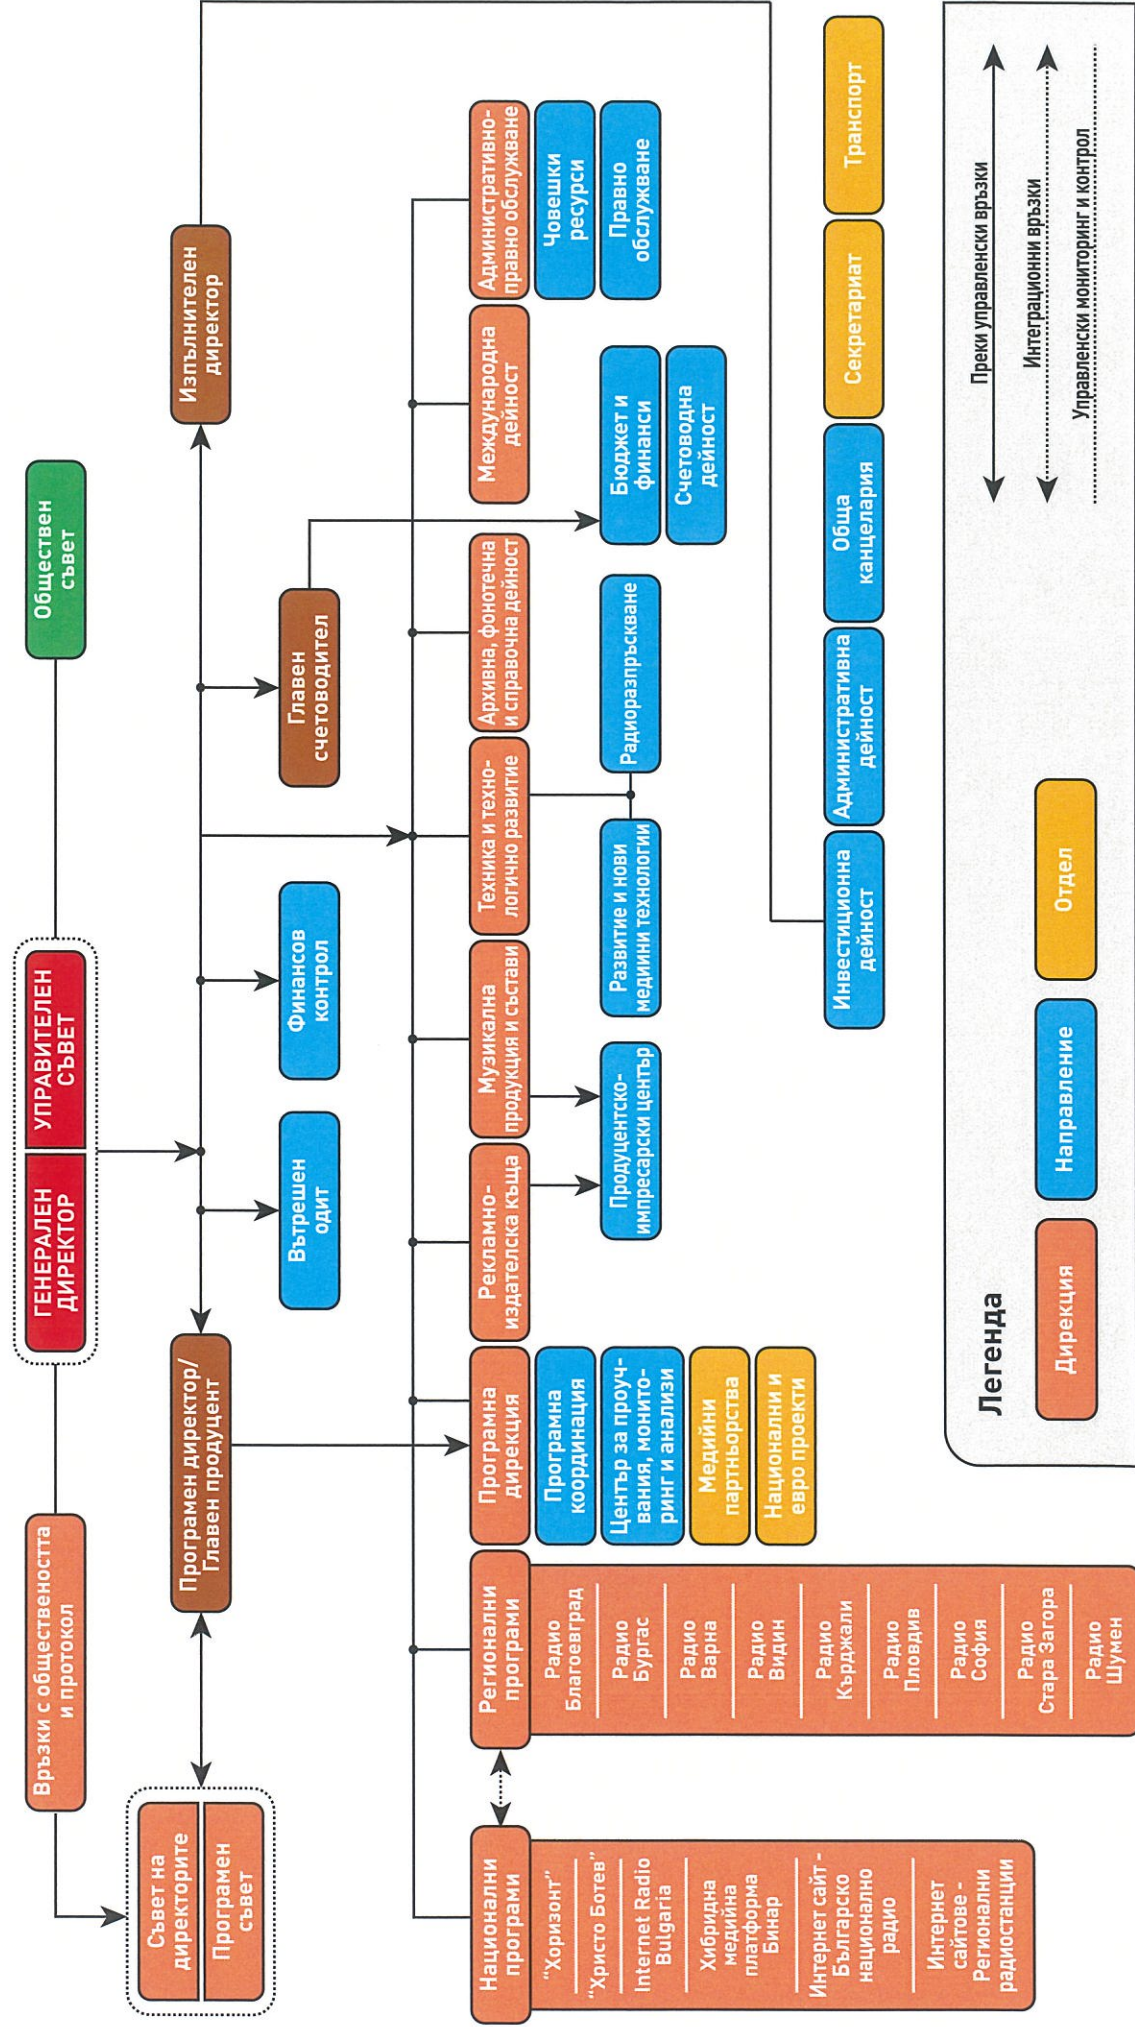 Обществен
съвет
ГЕНЕРАЛЕН
ДИРЕКТОР
УПРАВИТЕЛЕН
СЪВЕТ
Връзки с обществеността
и протокол
Съвет на
директорите
Програмен
съвет
Програмен директор/
Главен продуцент
Изпълнителен
директор
Вътрешен
одит
Финансов
контрол
Главен
счетоводител
Национални
програми
"Хоризонт"
"Христо Ботев"
Internet Radio
Bulgaria
Хибридна
медийна
платформа
Бинар
Интернет сайт -
Българско
национално
радио
Интернет
сайтове -
Регионални
радиостанции
Регионални
програми
Радио
Благоевград
Радио
Бургас
Радио
Варна
Радио
Видин
Радио
Кърджали
Радио
Пловдив
Радио
София
Радио
Стара Загора
Радио
Шумен
Програмна
дирекция
Програмна
координация
Център за проуч-
вания, монито-
ринг и анализи
Медийни
партньорства
Национални и
евро проекти
Рекламно-
издателска къща
Музикална
продукция и състави
Продуцентско-
импресарски център
Техника и техно-
логично развитие
Развитие и нови
медиини технологии
Радиоразпръскване
Архивна, фонотечна
и справочна дейност
Международна
дейност
Бюджет и
финанси
Счетоводна
дейност
Административно-
правно обслужване
Човешки
ресурси
Правно
обслужване
Инвестиционна
дейност
Административна
дейност
Обща
канцелария
Секретариат
Транспорт
Легенда
Дирекция
Направление
Отдел
Преки управленски връзки
Интеграционни връзки
Управленски мониторинг и контрол